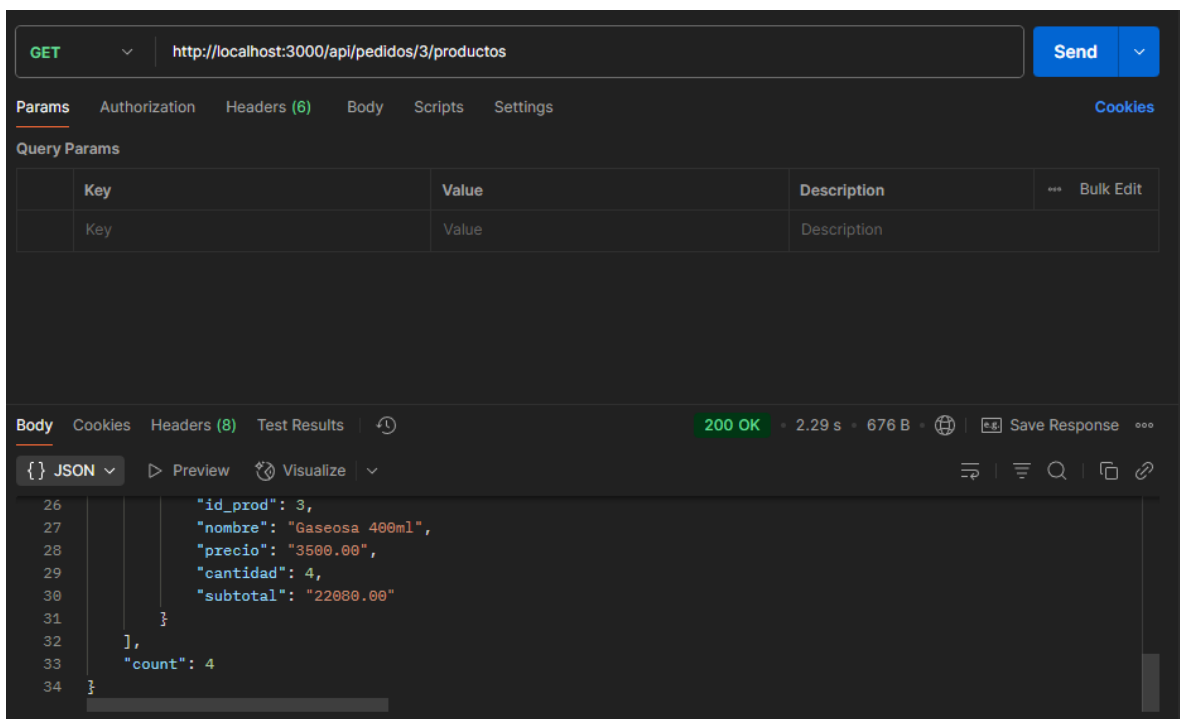 GET http://localhost:3000/api/pedidos/3/productos Send
Params Authorization Headers (6) Body Scripts Settings Cookies
Query Params
Key Value Description Bulk Edit
Key Value Description
Body Cookies Headers (8) Test Results 200 OK 2.29 s 676 B e.g. Save Response
{} JSON Preview Visualize
26 "id_prod": 3,
27 "nombre": "Gaseosa 400ml",
28 "precio": "3500.00",
29 "cantidad": 4,
30 "subtotal": "22080.00"
31 }
32 ],
33 "count": 4
34 }